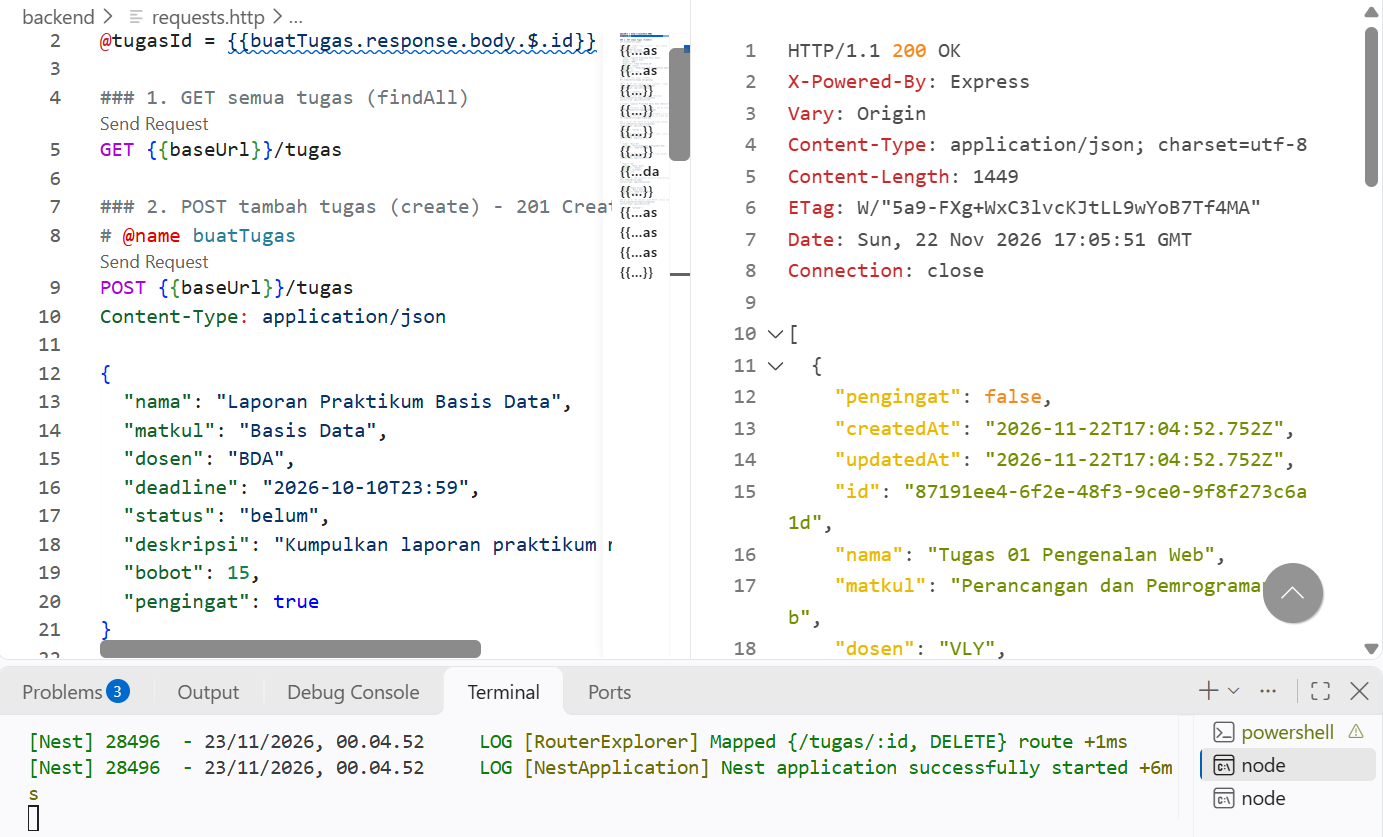 backend > requests.http > ...
2 @tugasId = {{buatTugas.response.body.$.id}}
3
4 ### 1. GET semua tugas (findAll)
Send Request
5 GET {{baseUrl}}/tugas
6
7 ### 2. POST tambah tugas (create) - 201 Creat
8 # @name buatTugas
Send Request
9 POST {{baseUrl}}/tugas
10 Content-Type: application/json
11
12 {
13 "nama": "Laporan Praktikum Basis Data",
14 "matkul": "Basis Data",
15 "dosen": "BDA",
16 "deadline": "2026-10-10T23:59",
17 "status": "belum",
18 "deskripsi": "Kumpulkan laporan praktikum
19 "bobot": 15,
20 "pengingat": true
21 }
{{...as
{{...as
{{...}}
{{...}}
{{...}}
{{...}}
{{...da
{{...}}
{{...as
{{...as
{{...as
{{...}}
1 HTTP/1.1 200 OK
2 X-Powered-By: Express
3 Vary: Origin
4 Content-Type: application/json; charset=utf-8
5 Content-Length: 1449
6 ETag: W/"5a9-FXg+WxC3lvcKJtLL9wYoB7Tf4MA"
7 Date: Sun, 22 Nov 2026 17:05:51 GMT
8 Connection: close
9
10 [
11 {
12 "pengingat": false,
13 "createdAt": "2026-11-22T17:04:52.752Z",
14 "updatedAt": "2026-11-22T17:04:52.752Z",
15 "id": "87191ee4-6f2e-48f3-9ce0-9f8f273c6a
1d",
16 "nama": "Tugas 01 Pengenalan Web",
17 "matkul": "Perancangan dan Pemrograman
b",
18 "dosen": "VLY",
Problems 3 Output Debug Console Terminal Ports
[Nest] 28496 - 23/11/2026, 00.04.52 LOG [RouterExplorer] Mapped {/tugas/:id, DELETE} route +1ms
[Nest] 28496 - 23/11/2026, 00.04.52 LOG [NestApplication] Nest application successfully started +6m
s
powershell
node
node